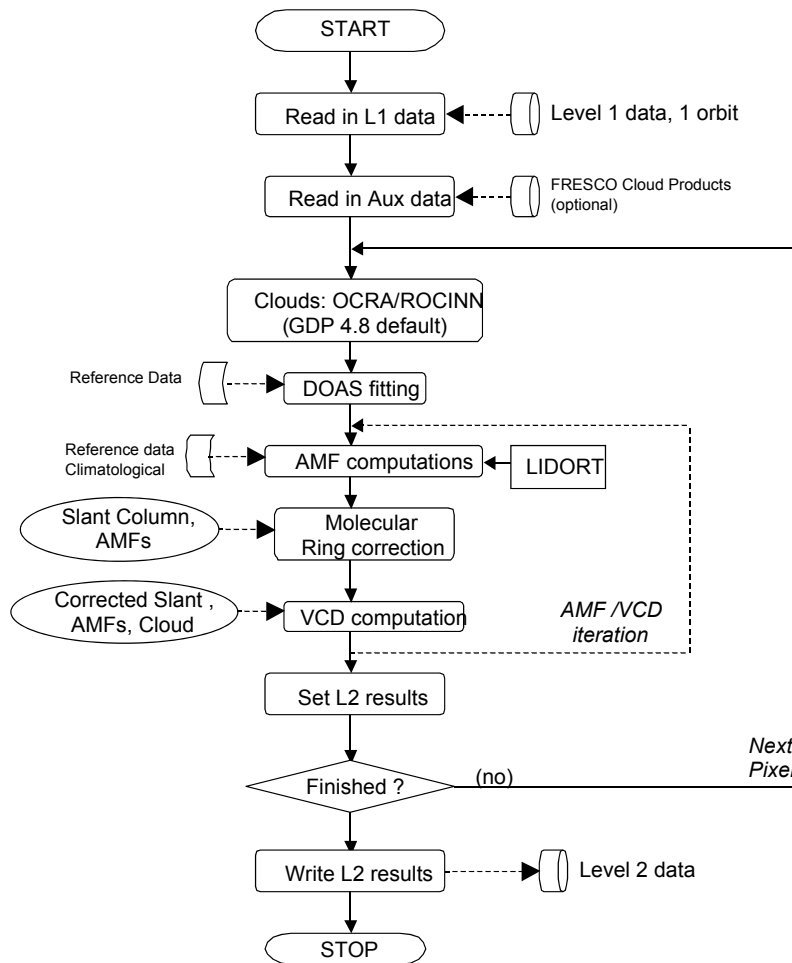 START
Read in L1 data
Level 1 data, 1 orbit
Read in Aux data
FRESCO Cloud Products
(optional)
Clouds: OCRA/ROCINN
(GDP 4.8 default)
Reference Data
DOAS fitting
Reference data
Climatological
AMF computations
LIDORT
Slant Column,
AMFs
Molecular
Ring correction
Corrected Slant ,
AMFs, Cloud
VCD computation
AMF /VCD
iteration
Set L2 results
Finished ?
(no)
Next
Pixel
Write L2 results
Level 2 data
STOP